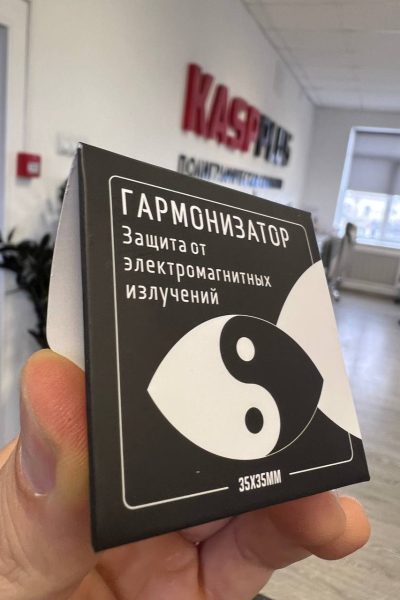 KASPPLUS
ГАРМОНИЗАТОР
Защита от
электромагнитных
излучений
35X35MM